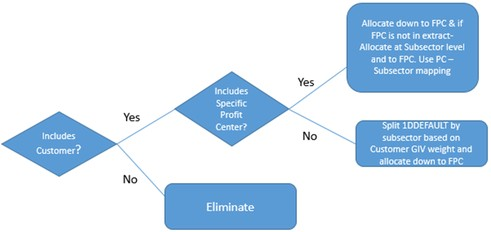 Allocate down to FPC & if
FPC is not in extract-
Allocate at Subsector level
and to FPC. Use PC –
Subsector mapping
Yes
Includes
Specific
Profit
Center?
Yes
No
Split 1DDEFAULT by
subsector based on
Customer GIV weight and
allocate down to FPC
Includes
Customer?
No
Eliminate